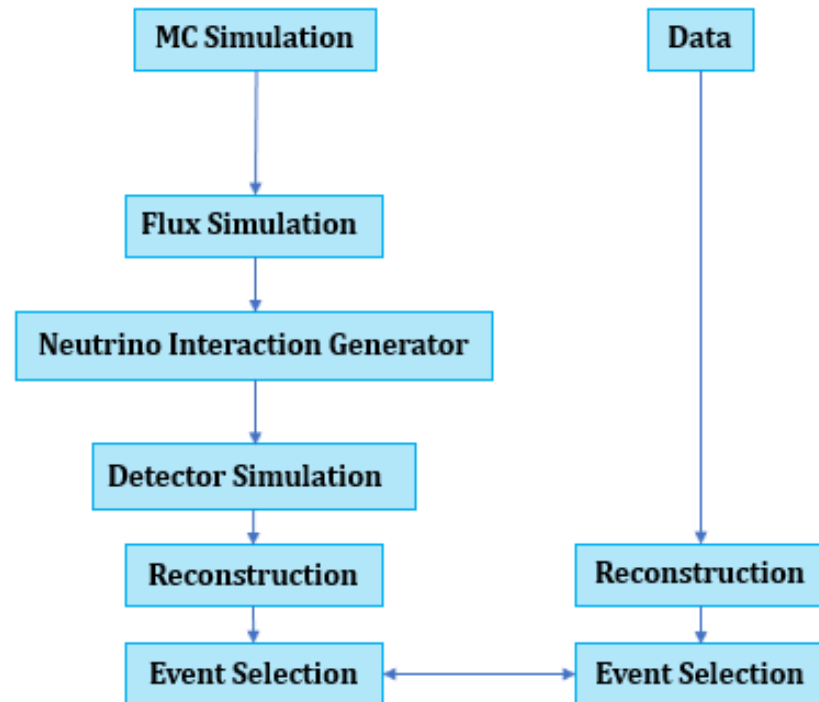 MC Simulation
Data
Flux Simulation
Neutrino Interaction Generator
Detector Simulation
Reconstruction
Reconstruction
Event Selection
Event Selection